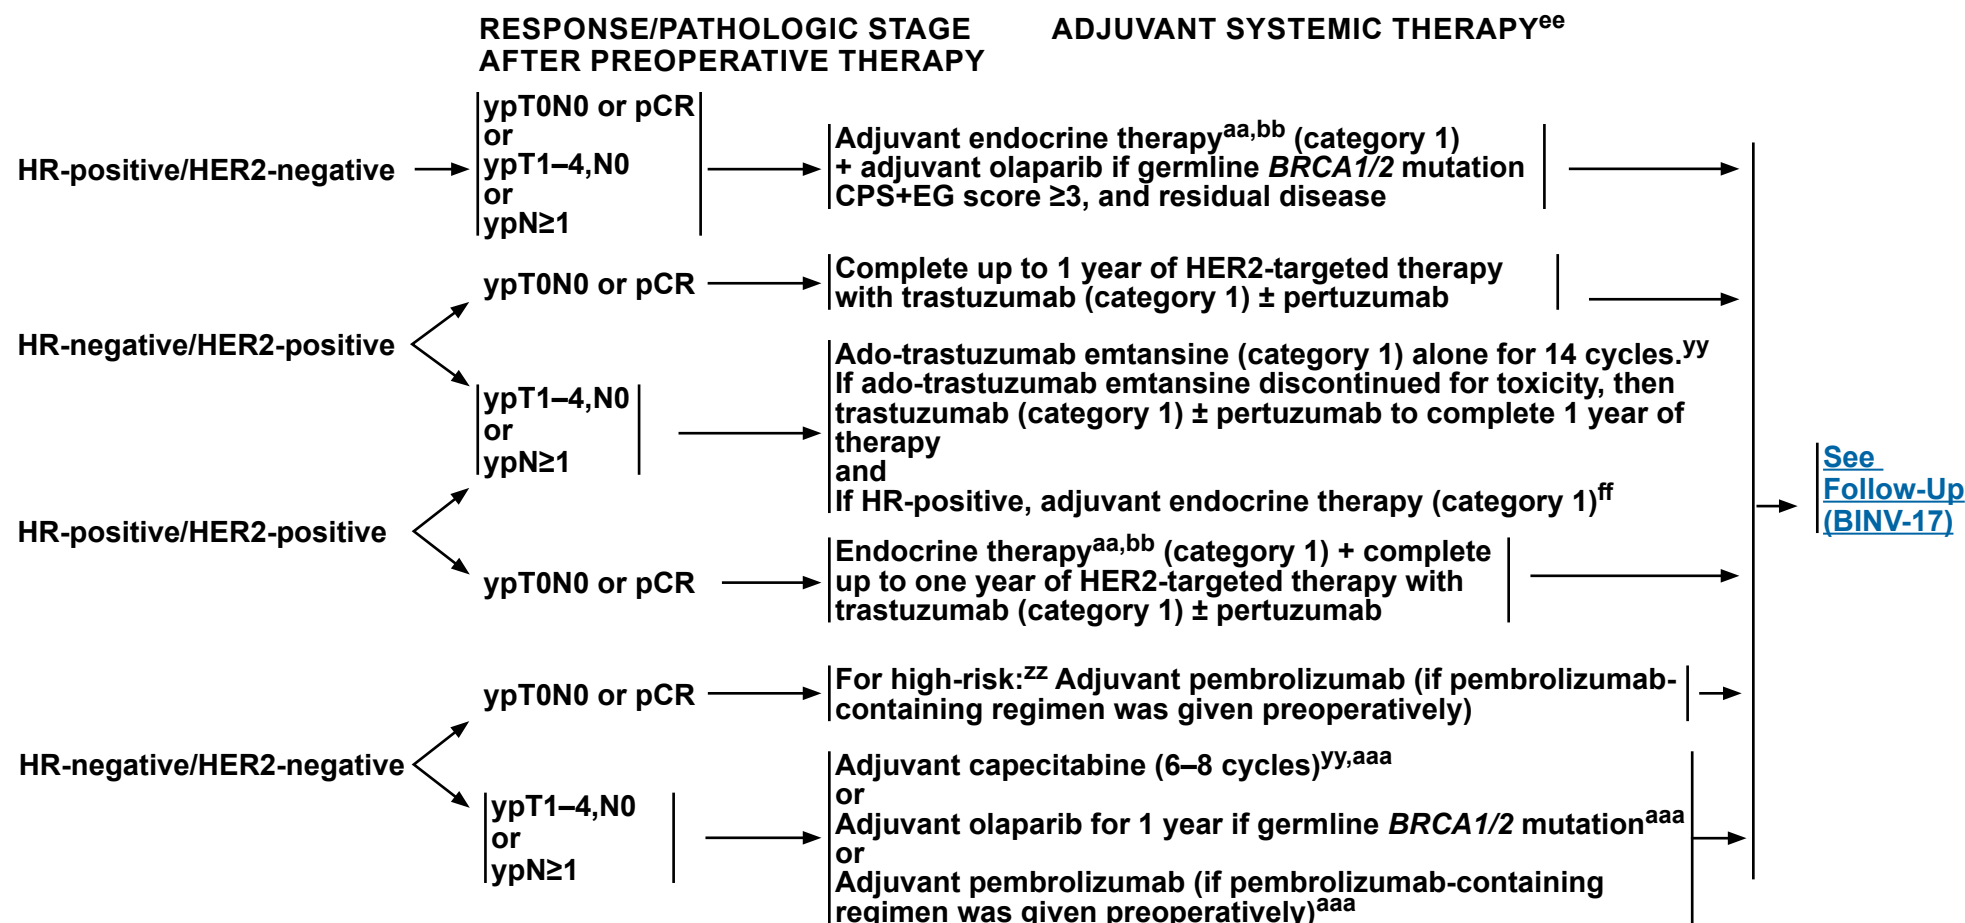 RESPONSE/PATHOLOGIC STAGE
AFTER PREOPERATIVE THERAPY
ADJUVANT SYSTEMIC THERAPYee
HR-positive/HER2-negative
ypT0N0 or pCR
or
ypT1–4,N0
or
ypN≥1
Adjuvant endocrine therapyaa,bb (category 1)
+ adjuvant olaparib if germline BRCA1/2 mutation
CPS+EG score ≥3, and residual disease
HR-negative/HER2-positive
ypT0N0 or pCR
Complete up to 1 year of HER2-targeted therapy
with trastuzumab (category 1) ± pertuzumab
ypT1–4,N0
or
ypN≥1
Ado-trastuzumab emtansine (category 1) alone for 14 cycles.yy
If ado-trastuzumab emtansine discontinued for toxicity, then
trastuzumab (category 1) ± pertuzumab to complete 1 year of
therapy
and
If HR-positive, adjuvant endocrine therapy (category 1)ff
HR-positive/HER2-positive
ypT0N0 or pCR
Endocrine therapyaa,bb (category 1) + complete
up to one year of HER2-targeted therapy with
trastuzumab (category 1) ± pertuzumab
HR-negative/HER2-negative
ypT0N0 or pCR
For high-risk:zz Adjuvant pembrolizumab (if pembrolizumab-
containing regimen was given preoperatively)
ypT1–4,N0
or
ypN≥1
Adjuvant capecitabine (6–8 cycles)yy,aaa
or
Adjuvant olaparib for 1 year if germline BRCA1/2 mutationaaa
or
Adjuvant pembrolizumab (if pembrolizumab-containing
regimen was given preoperatively)aaa
See
Follow-Up
(BINV-17)